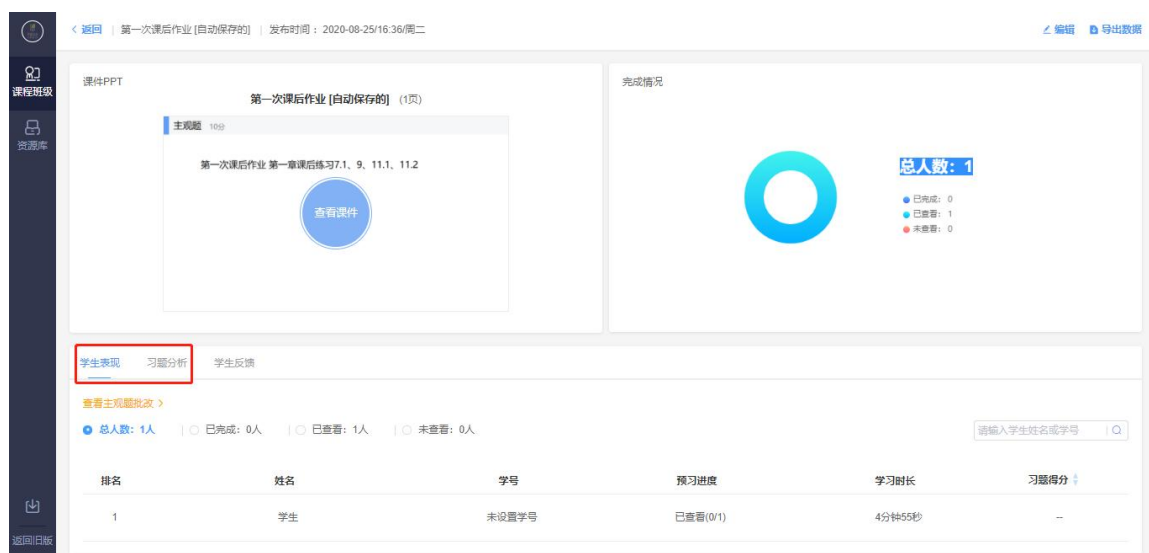 < 返回 | 第一次课后作业 [自动保存的] | 发布时间：2020-08-25/16:36/周二
编辑 导出数据
课程班级
资源库
返回旧版
课件PPT
第一次课后作业 [自动保存的] (1页)
主观题 10分
第一次课后作业 第一章课后练习7.1、9、11.1、11.2
查看课件
完成情况
总人数：1
已完成：0
已查看：1
未查看：0
学生表现 习题分析 学生反馈
查看主观题批改 >
总人数：1人 | 已完成：0人 | 已查看：1人 | 未查看：0人
请输入学生姓名或学号
排名 姓名 学号 预习进度 学习时长 习题得分
1 学生 未设置学号 已查看(0/1) 4分钟55秒 --